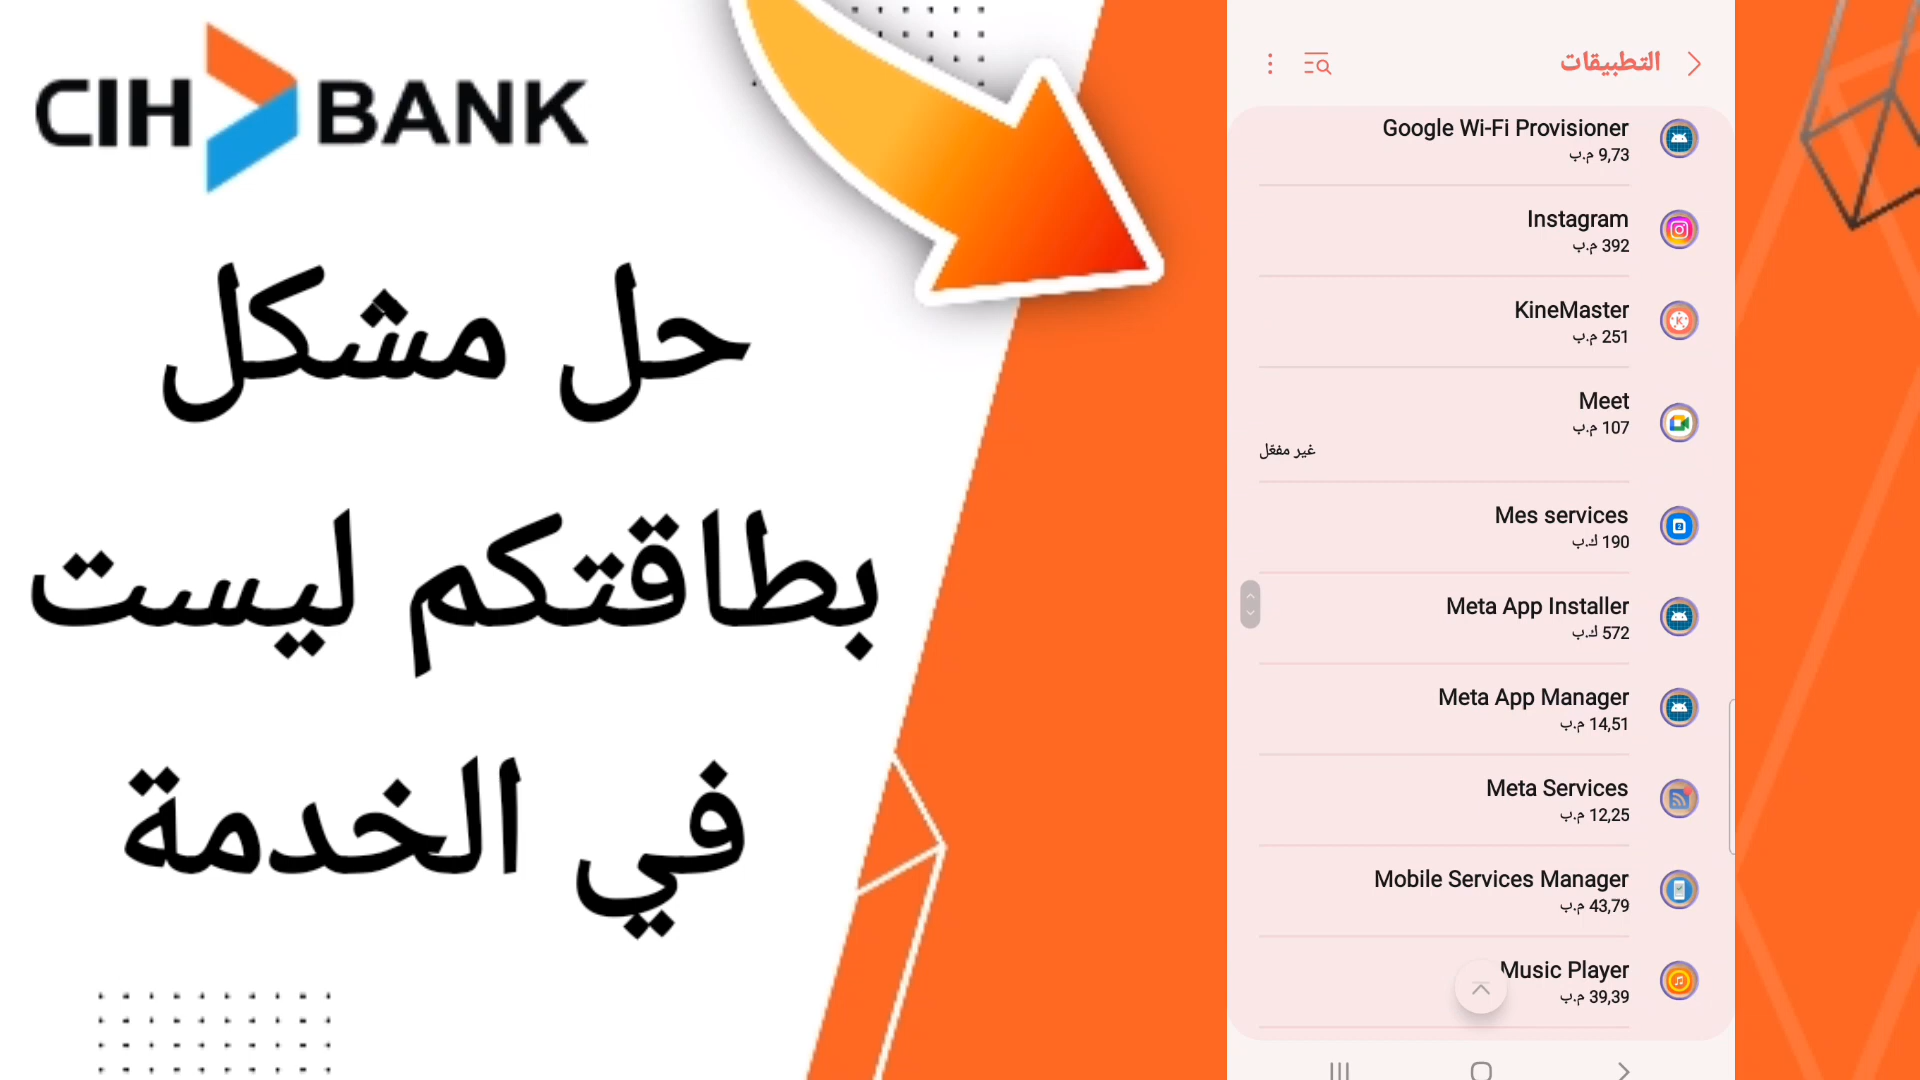 CIH BANK
حل مشكل
بطاقتكم ليست
في الخدمة
التطبيقات
Google Wi-Fi Provisioner
9,73 م.ب
Instagram
392 م.ب
KineMaster
251 م.ب
Meet
107 م.ب
غير مفعّل
Mes services
190 ك.ب
Meta App Installer
572 ك.ب
Meta App Manager
14,51 م.ب
Meta Services
12,25 م.ب
Mobile Services Manager
43,79 م.ب
Music Player
39,39 م.ب